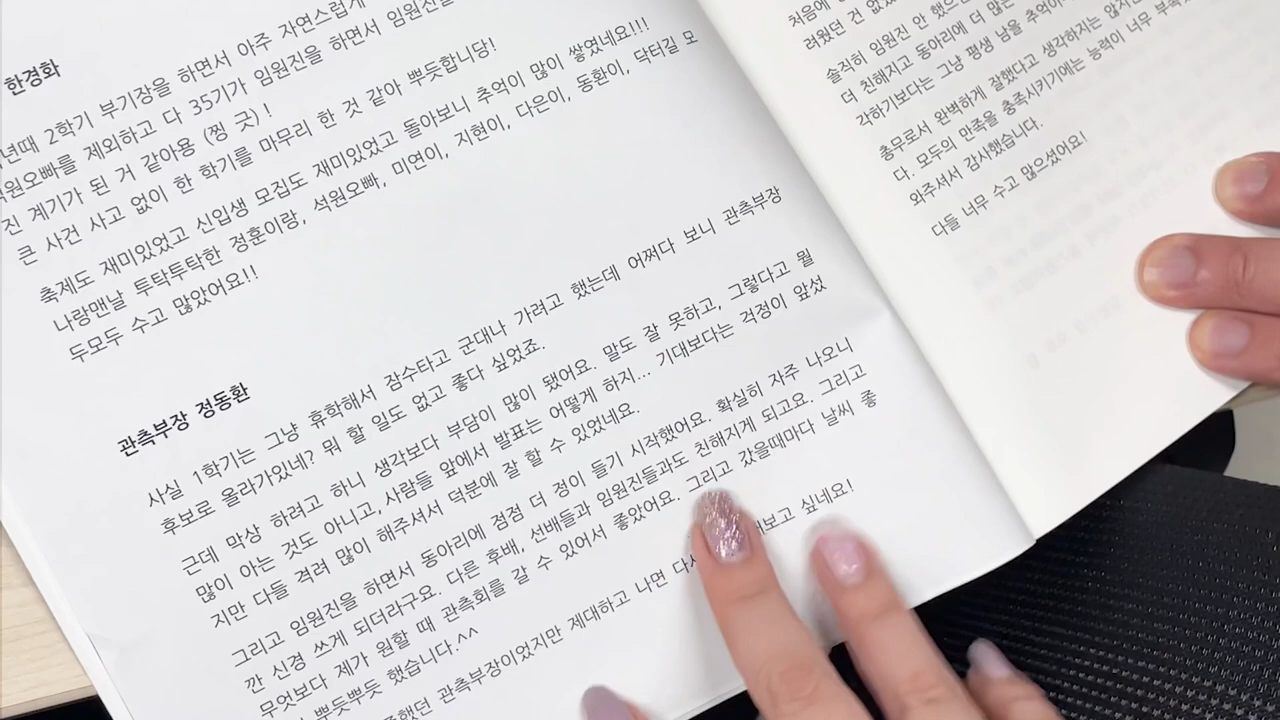 한경화
년때 2학기 부기장을 하면서 아주 자연스럽게
석원오빠를 제외하고 다 35기가 임원진을 하면서 임원진을
진 계기가 된 거 같아용 (찡 긋) !
큰 사건 사고 없이 한 학기를 마무리 한 것 같아 뿌듯합니당!
축제도 재미있었고 신입생 모집도 재미있었고 돌아보니 추억이 많이 쌓였네요!!!
나랑맨날 투탁투탁한 정훈이랑, 석원오빠, 미연이, 지현이, 다은이, 동환이, 닥터길 모
두모두 수고 많았어요!!
관측부장 정동환
사실 1학기는 그냥 휴학해서 잠수타고 군대나 가려고 했는데 어쩌다 보니 관측부장
후보로 올라가있네? 뭐 할 일도 없고 좋다 싶었죠.
근데 막상 하려고 하니 생각보다 부담이 많이 됐어요. 말도 잘 못하고, 그렇다고 뭘
많이 아는 것도 아니고, 사람들 앞에서 발표는 어떻게 하지... 기대보다는 걱정이 앞섰
지만 다들 격려 많이 해주셔서 덕분에 잘 할 수 있었네요.
그리고 임원진을 하면서 동아리에 점점 더 정이 들기 시작했어요. 확실히 자주 나오니
깐 신경 쓰게 되더라구요. 다른 후배, 선배들과 임원진들과도 친해지게 되고요. 그리고
무엇보다 제가 원할 때 관측회를 갈 수 있어서 좋았어요. 그리고 갔을때마다 날씨 좋
뿌듯뿌듯 했습니다.^^
했던 관측부장이었지만 제대하고 나면 다시 해보고 싶네요!
처음에
려웠던 건
솔직히 임원진 안 했으면
더 친해지고 동아리에 더 많은
각하기보다는 그냥 평생 남을 추억이
총무로서 완벽하게 잘했다고 생각하지는 않지만
다. 모두의 만족을 충족시키기에는 능력이 너무 부족
와주셔서 감사했습니다.
다들 너무 수고 많으셨어요!